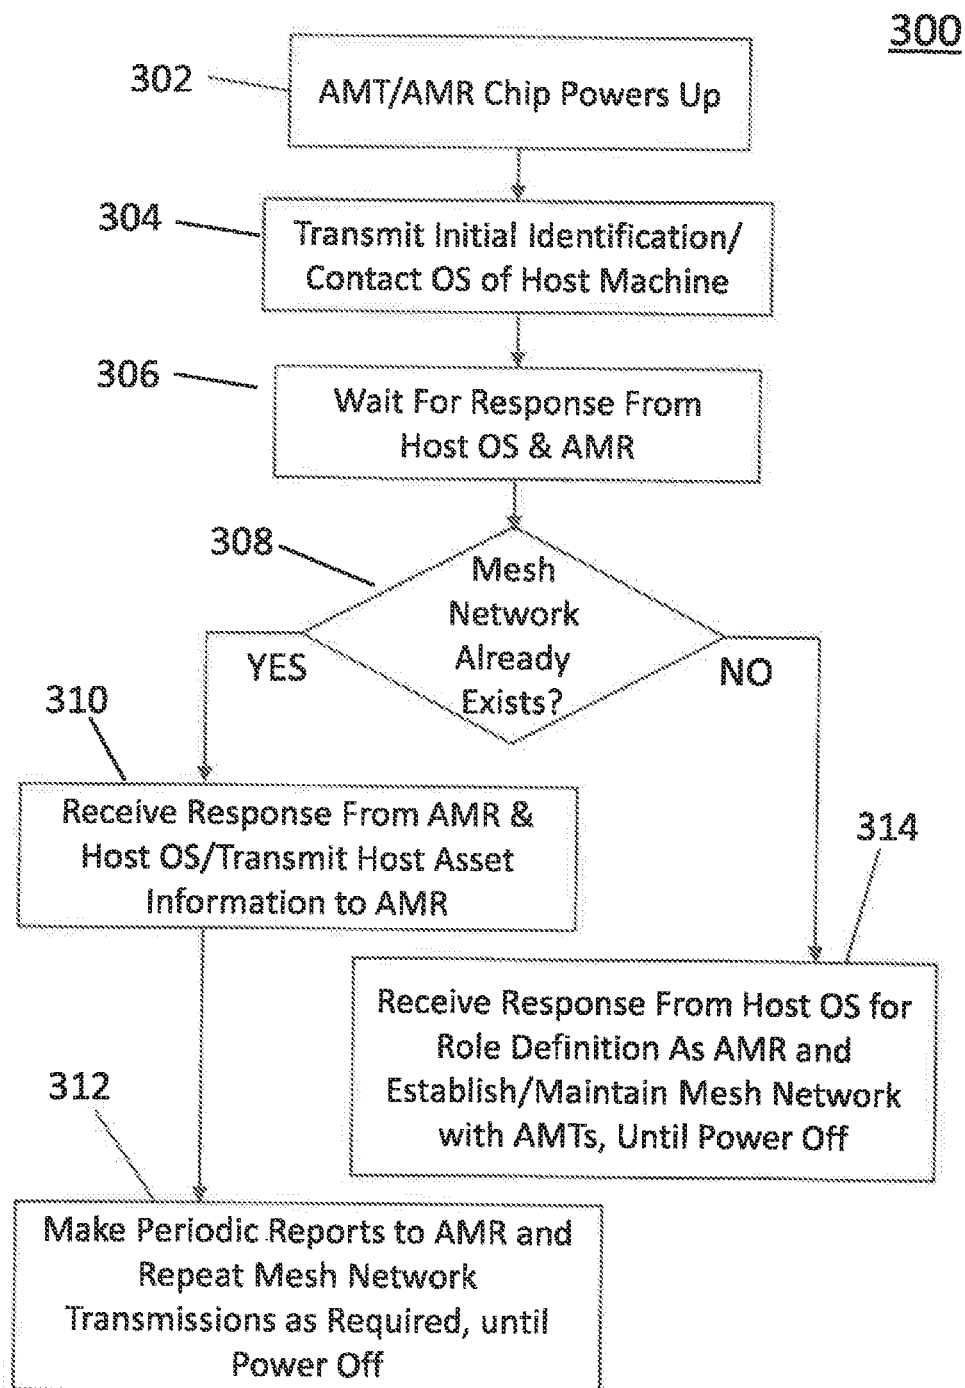 300
302
AMT/AMR Chip Powers Up
304
Transmit Initial Identification/
Contact OS of Host Machine
306
Wait For Response From
Host OS & AMR
308
Mesh
Network
Already
Exists?
YES
NO
310
Receive Response From AMR &
Host OS/Transmit Host Asset
Information to AMR
314
Receive Response From Host OS for
Role Definition As AMR and
Establish/Maintain Mesh Network
with AMTs, Until Power Off
312
Make Periodic Reports to AMR and
Repeat Mesh Network
Transmissions as Required, until
Power Off